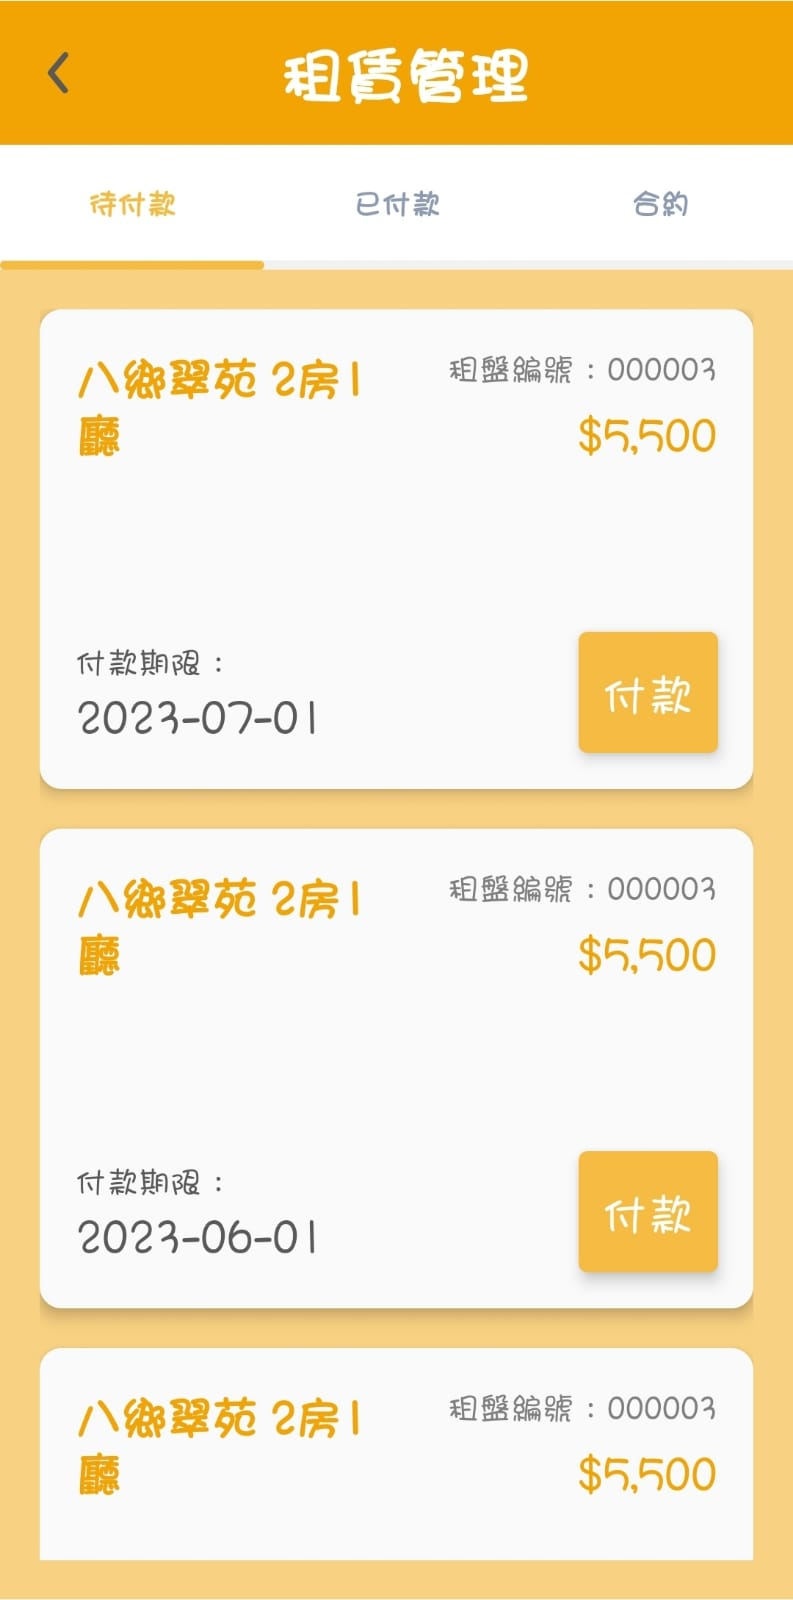 租賃管理
待付款 已付款 合約
八鄉翠苑 2房1
廳
租盤編號：000003
$5,500
付款期限：
2023-07-01
付款
八鄉翠苑 2房1
廳
租盤編號：000003
$5,500
付款期限：
2023-06-01
付款
八鄉翠苑 2房1
廳
租盤編號：000003
$5,500